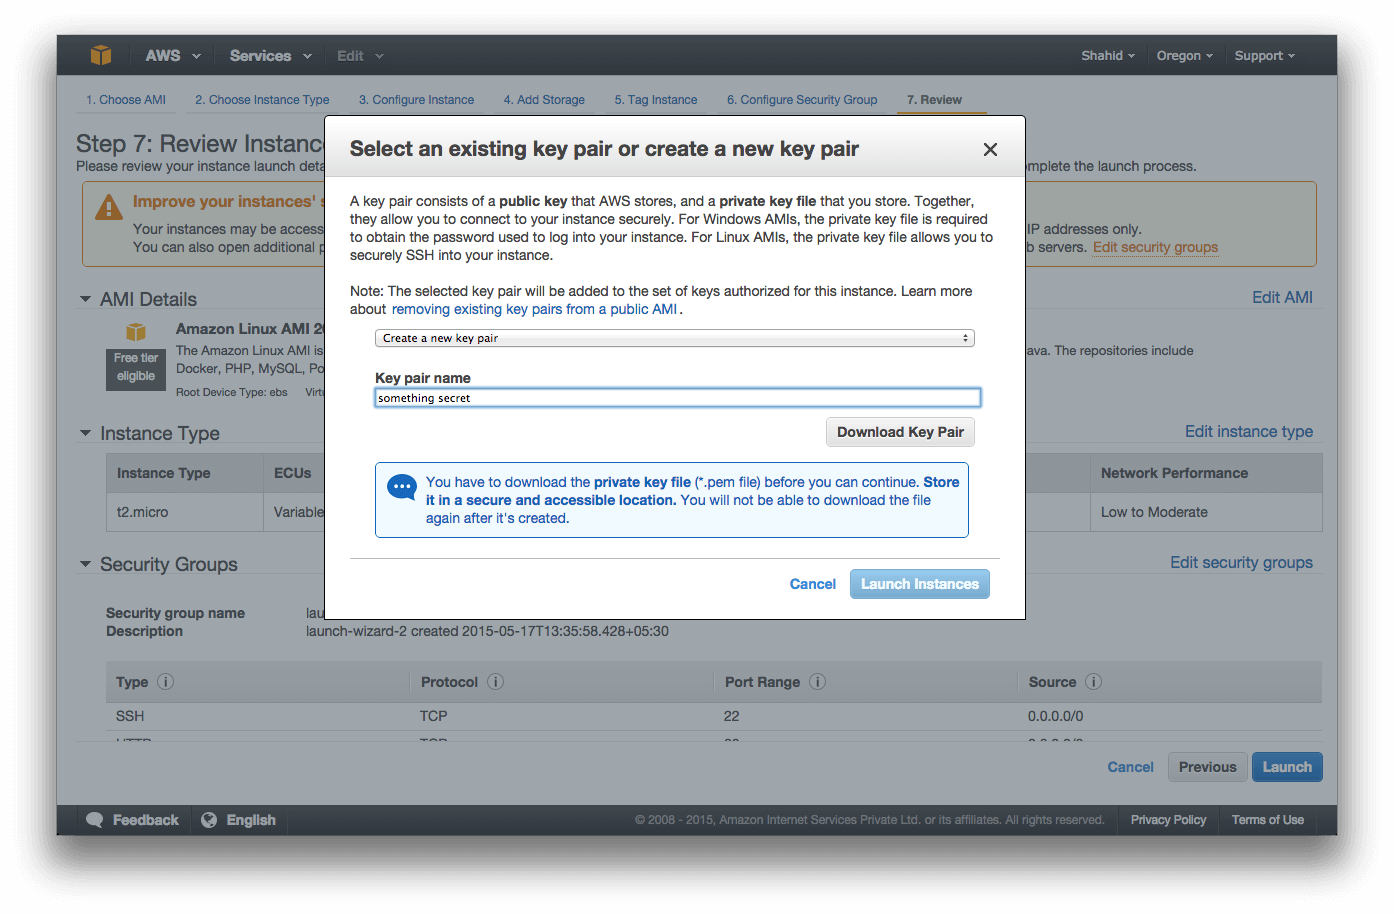 AWS Services Edit Shahid Oregon Support
1. Choose AMI 2. Choose Instance Type 3. Configure Instance 4. Add Storage 5. Tag Instance 6. Configure Security Group 7. Review
Step 7: Review Instanc
Please review your instance launch deta
mplete the launch process.
Improve your instances' s
Your instances may be access
IP addresses only.
You can also open additional p
b servers. Edit security groups
AMI Details
Edit AMI
Amazon Linux AMI 20
Free tier
eligible
The Amazon Linux AMI is
ava. The repositories include
Docker, PHP, MySQL, Po
Root Device Type: ebs Virtu
Instance Type
Edit instance type
Instance Type ECUs
Network Performance
t2.micro Variable
Low to Moderate
Security Groups
Edit security groups
Security group name lau
Description launch-wizard-2 created 2015-05-17T13:35:58.428+05:30
Type Protocol Port Range Source
SSH TCP 22 0.0.0.0/0
Select an existing key pair or create a new key pair
A key pair consists of a public key that AWS stores, and a private key file that you store. Together,
they allow you to connect to your instance securely. For Windows AMIs, the private key file is required
to obtain the password used to log into your instance. For Linux AMIs, the private key file allows you to
securely SSH into your instance.
Note: The selected key pair will be added to the set of keys authorized for this instance. Learn more
about removing existing key pairs from a public AMI.
Create a new key pair
Key pair name
something secret
Download Key Pair
You have to download the private key file (*.pem file) before you can continue. Store
it in a secure and accessible location. You will not be able to download the file
again after it's created.
Cancel Launch Instances
Cancel Previous Launch
Feedback English © 2008 - 2015, Amazon Internet Services Private Ltd. or its affiliates. All rights reserved. Privacy Policy Terms of Use